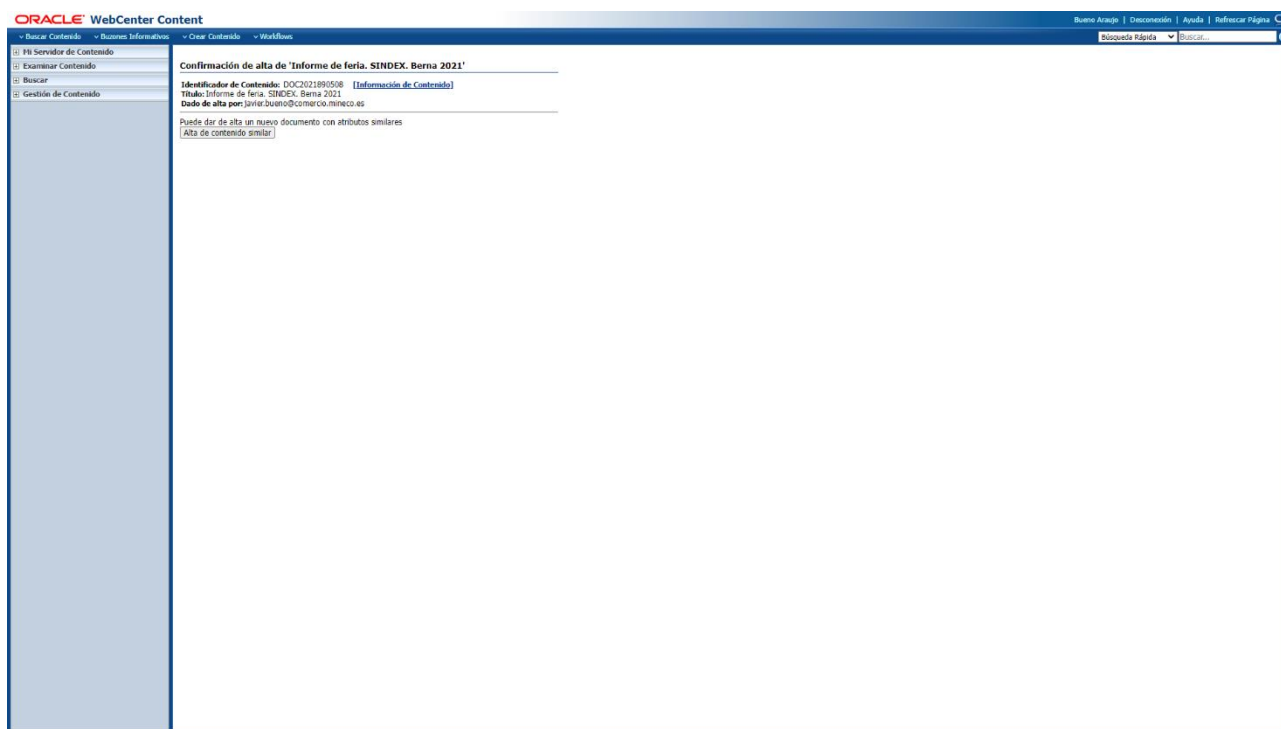 ORACLE WebCenter Content
Bueno Araujo | Desconexión | Ayuda | Refrescar Página
Buscar Contenido Buzones Informativos Crear Contenido Workflows
Búsqueda Rápida Buscar...
Mi Servidor de Contenido
Examinar Contenido
Buscar
Gestión de Contenido
Confirmación de alta de 'Informe de feria. SINDEX. Berna 2021'
Identificador de Contenido: DOC2021890508 [Información de Contenido]
Título: Informe de feria. SINDEX. Berna 2021
Dado de alta por: javier.bueno@comercio.mineco.es
Puede dar de alta un nuevo documento con atributos similares
Alta de contenido similar